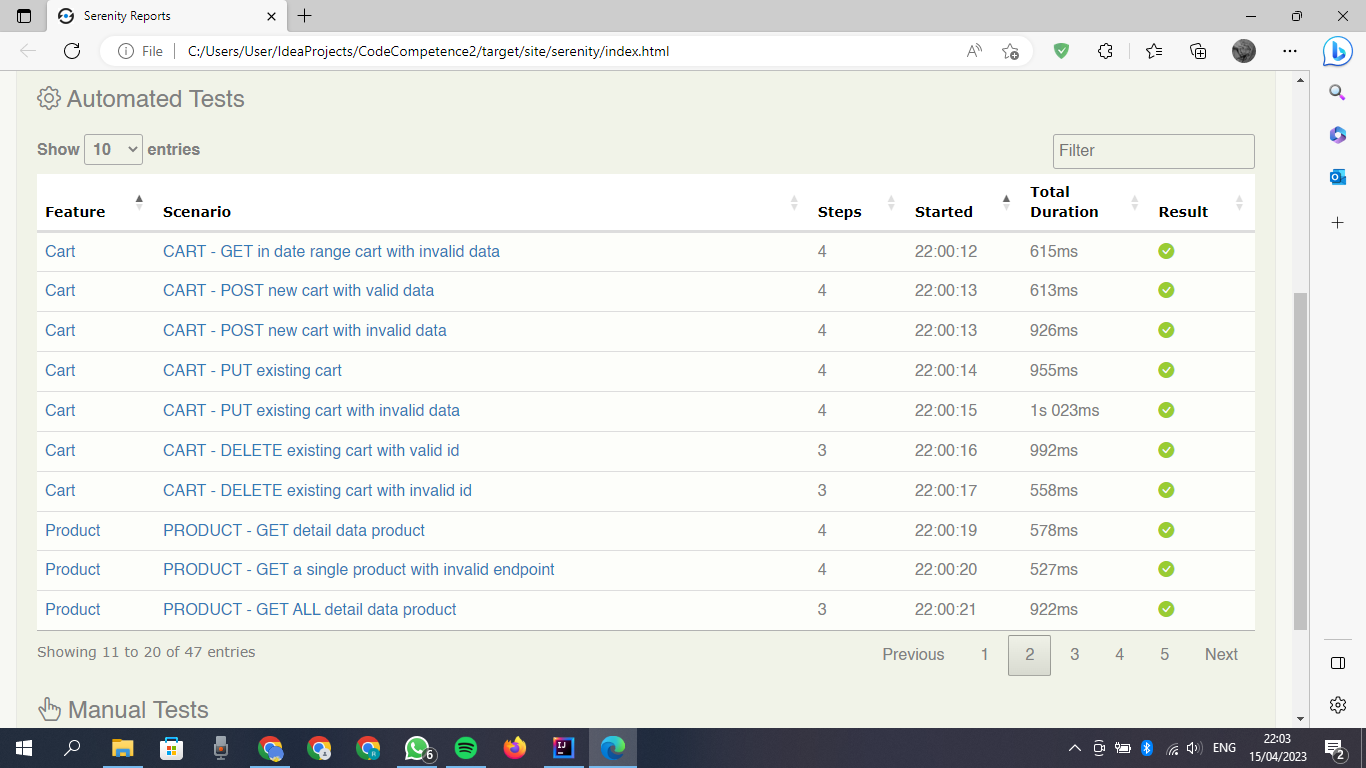 Serenity Reports
File
C:/Users/User/IdeaProjects/CodeCompetence2/target/site/serenity/index.html
Automated Tests
Show 10 entries
Filter
Feature Scenario Steps Started Total Duration Result
Cart CART - GET in date range cart with invalid data 4 22:00:12 615ms
Cart CART - POST new cart with valid data 4 22:00:13 613ms
Cart CART - POST new cart with invalid data 4 22:00:13 926ms
Cart CART - PUT existing cart 4 22:00:14 955ms
Cart CART - PUT existing cart with invalid data 4 22:00:15 1s 023ms
Cart CART - DELETE existing cart with valid id 3 22:00:16 992ms
Cart CART - DELETE existing cart with invalid id 3 22:00:17 558ms
Product PRODUCT - GET detail data product 4 22:00:19 578ms
Product PRODUCT - GET a single product with invalid endpoint 4 22:00:20 527ms
Product PRODUCT - GET ALL detail data product 3 22:00:21 922ms
Showing 11 to 20 of 47 entries
Previous 1 2 3 4 5 Next
Manual Tests
6
ENG
22:03
15/04/2023
2